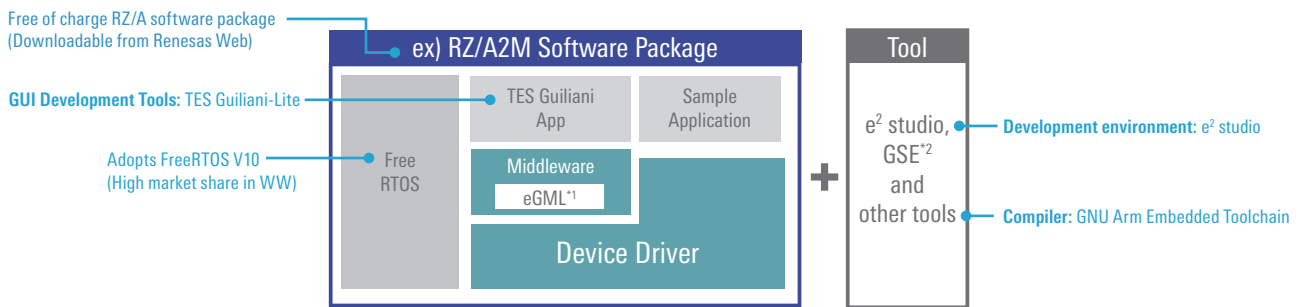 Free of charge RZ/A software package
(Downloadable from Renesas Web)
GUI Development Tools: TES Guiliani-Lite
Adopts FreeRTOS V10
(High market share in WW)
ex) RZ/A2M Software Package
Free
RTOS
TES Guiliani
App
Sample
Application
Middleware
eGML*1
Device Driver
+
Tool
e2 studio,
GSE*2
and
other tools
Development environment: e2 studio
Compiler: GNU Arm Embedded Toolchain